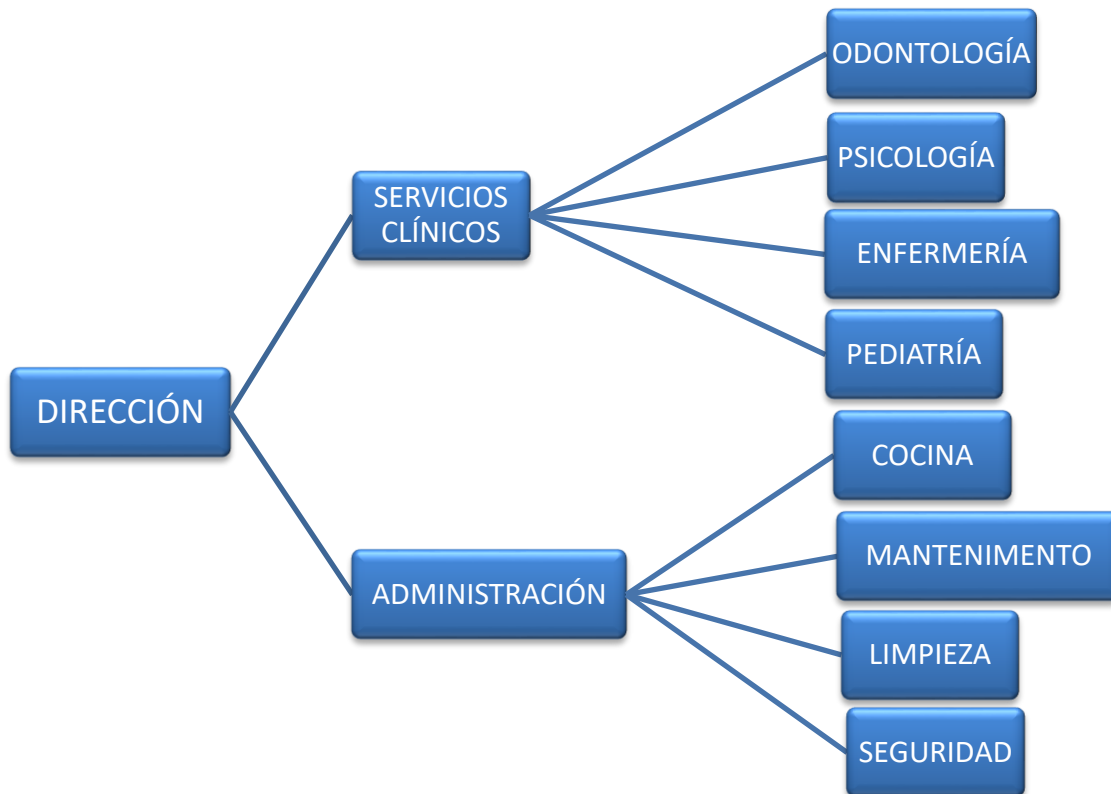 ODONTOLOGÍA
PSICOLOGÍA
SERVICIOS
CLÍNICOS
ENFERMERÍA
PEDIATRÍA
DIRECCIÓN
COCINA
MANTENIMENTO
ADMINISTRACIÓN
LIMPIEZA
SEGURIDAD